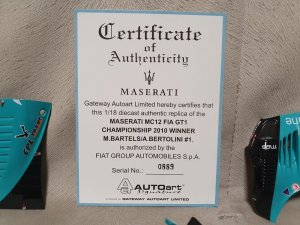 Certificate
of
Authenticity
MASERATI
Gateway Autoart Limited hereby certifies that
this 1/18 diecast authentic replica of the
MASERATI MC12 FIA GT1
CHAMPIONSHIP 2010 WINNER
M.BARTELS/A.BERTOLINI #1.
is authorized by the
FIAT GROUP AUTOMOBILES S.p.A.
Serial No.: 0889
AUTOart
Signature
GATEWAY AUTOART LIMITED